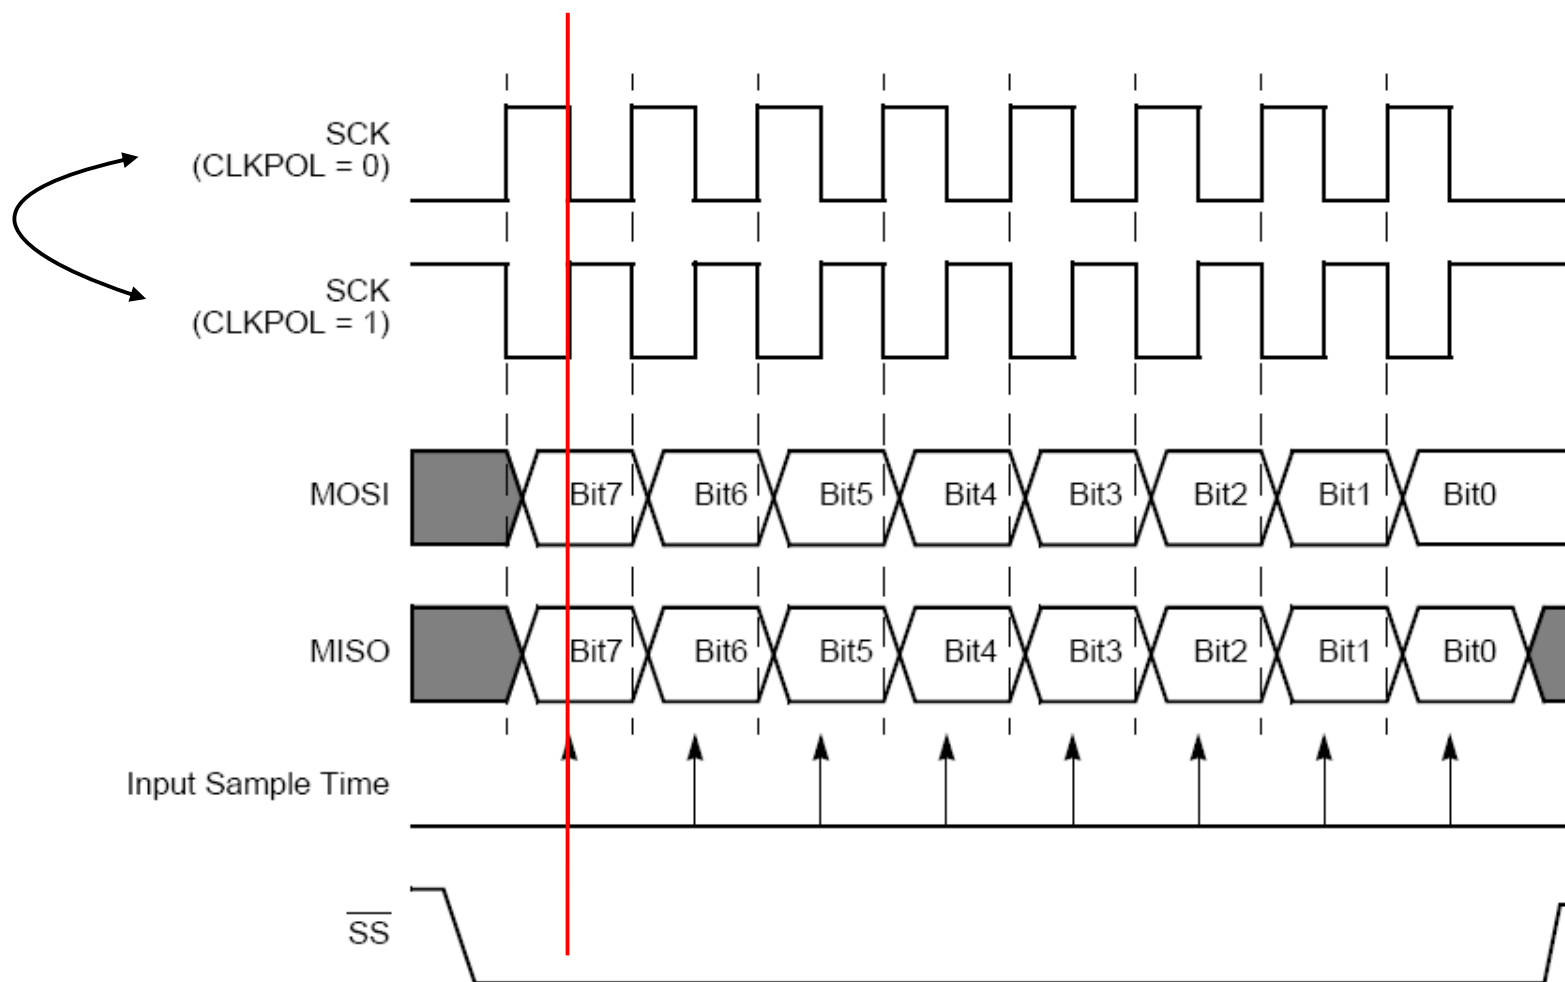 SCK
(CLKPOL = 0)
SCK
(CLKPOL = 1)
MOSI
Bit7 Bit6 Bit5 Bit4 Bit3 Bit2 Bit1 Bit0
MISO
Bit7 Bit6 Bit5 Bit4 Bit3 Bit2 Bit1 Bit0
Input Sample Time
SS